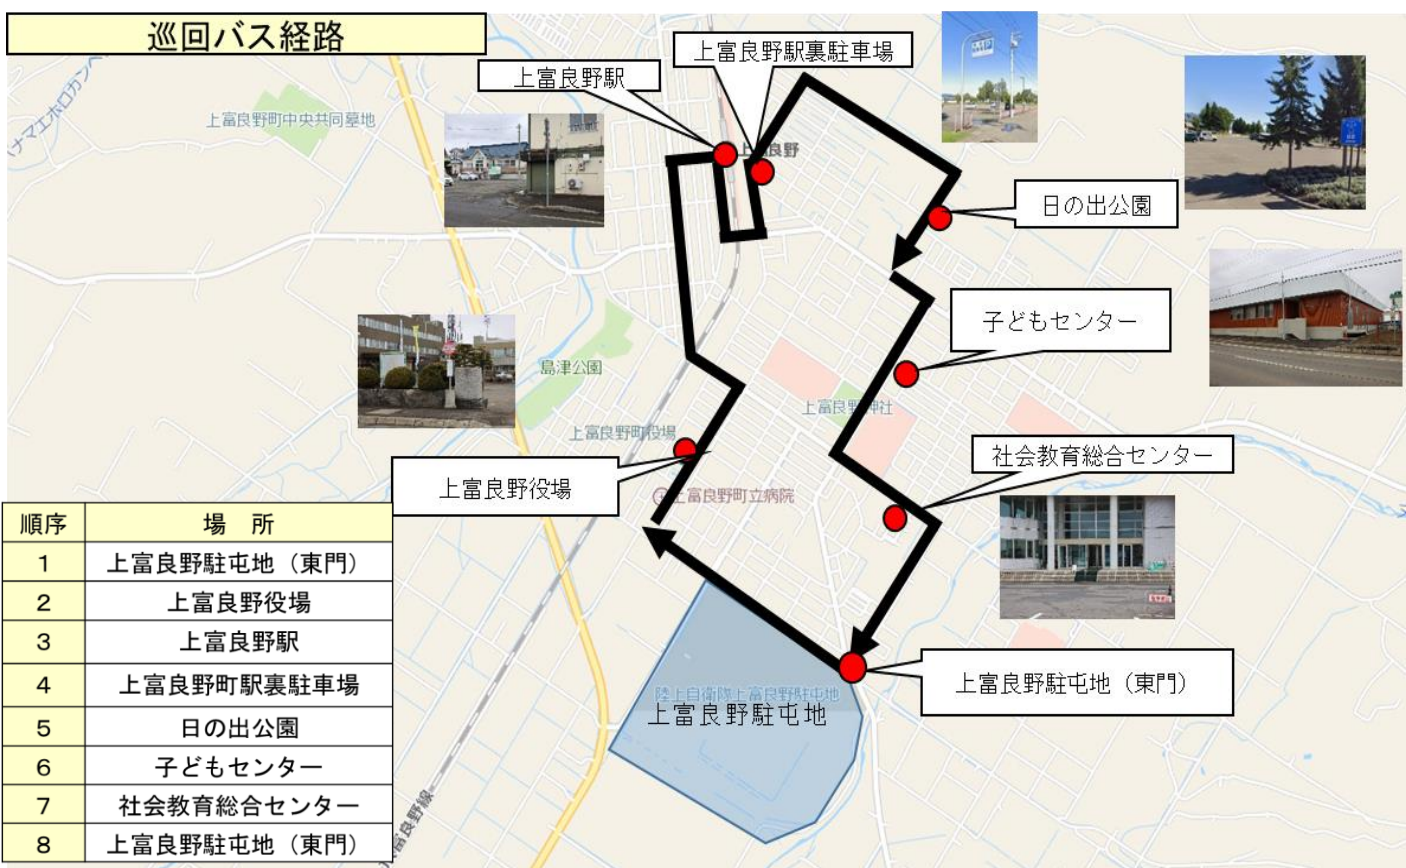 巡回バス経路
上富良野駅裏駐車場
上富良野駅
上富良野町中央共同墓地
上富良野
日の出公園
子どもセンター
島津公園
上富良野神社
上富良野町役場
社会教育総合センター
上富良野役場
上富良野町立病院
順序 場 所
1 上富良野駐屯地（東門）
2 上富良野役場
3 上富良野駅
4 上富良野町駅裏駐車場
5 日の出公園
6 子どもセンター
7 社会教育総合センター
8 上富良野駐屯地（東門）
上富良野駐屯地（東門）
陸上自衛隊上富良野駐屯地
上富良野駐屯地
富良野線